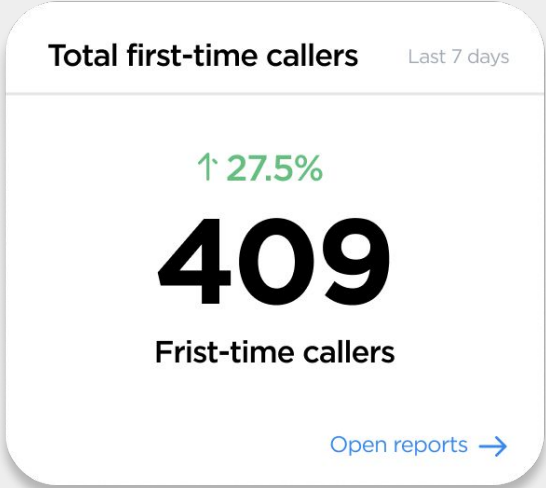 Total first-time callers Last 7 days
↑ 27.5%
409
Frist-time callers
Open reports →